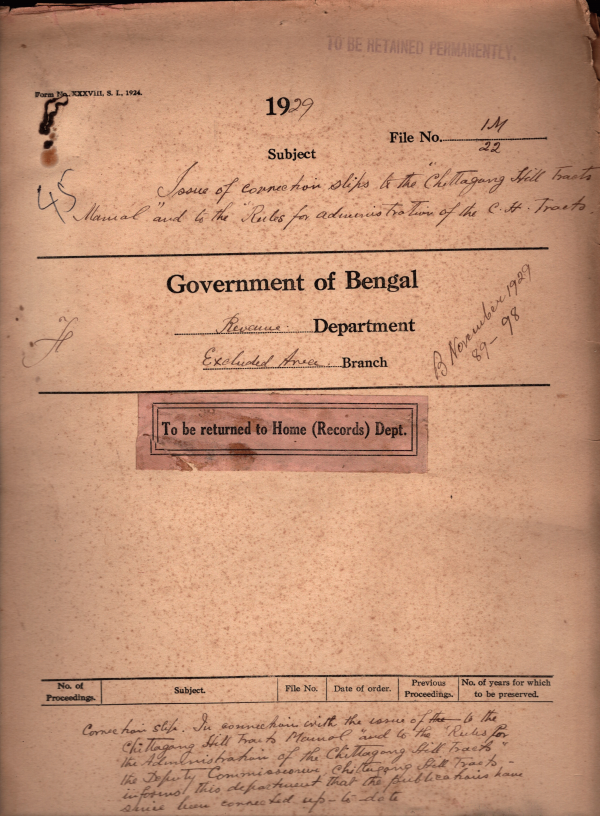 TO BE RETAINED PERMANENTLY.
Form No. XXXVIII, S. I., 1924.
1929
File No. 1M/22
Subject
45
Issue of correction slips to the "Chittagong Hill Tracts
Manual" and to the "Rules for administration of the C. H. Tracts.
Government of Bengal
Revenue Department
Excluded Area Branch
B November 1929
89 - 98
To be returned to Home (Records) Dept.
No. of Proceedings.
Subject.
File No.
Date of order.
Previous Proceedings.
No. of years for which to be preserved.
Correction slips. In connection with the issue of the to the
Chittagong Hill Tracts Manual" and to the "Rules for
the Administration of the Chittagong Hill Tracts"
the Deputy Commissioner, Chittagong Hill Tracts,
informs this department that the publications have
since been corrected up-to-date